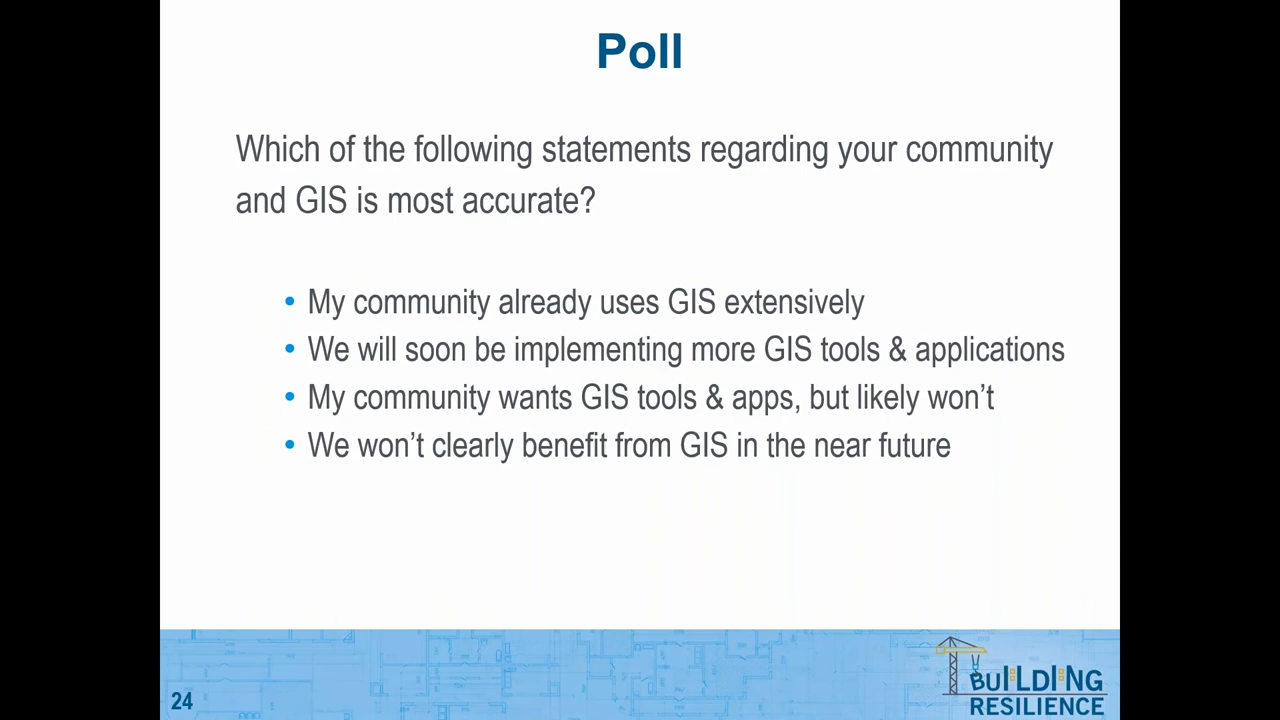 Poll
Which of the following statements regarding your community
and GIS is most accurate?
• My community already uses GIS extensively
• We will soon be implementing more GIS tools & applications
• My community wants GIS tools & apps, but likely won't
• We won't clearly benefit from GIS in the near future
24
BUILDING
RESILIENCE